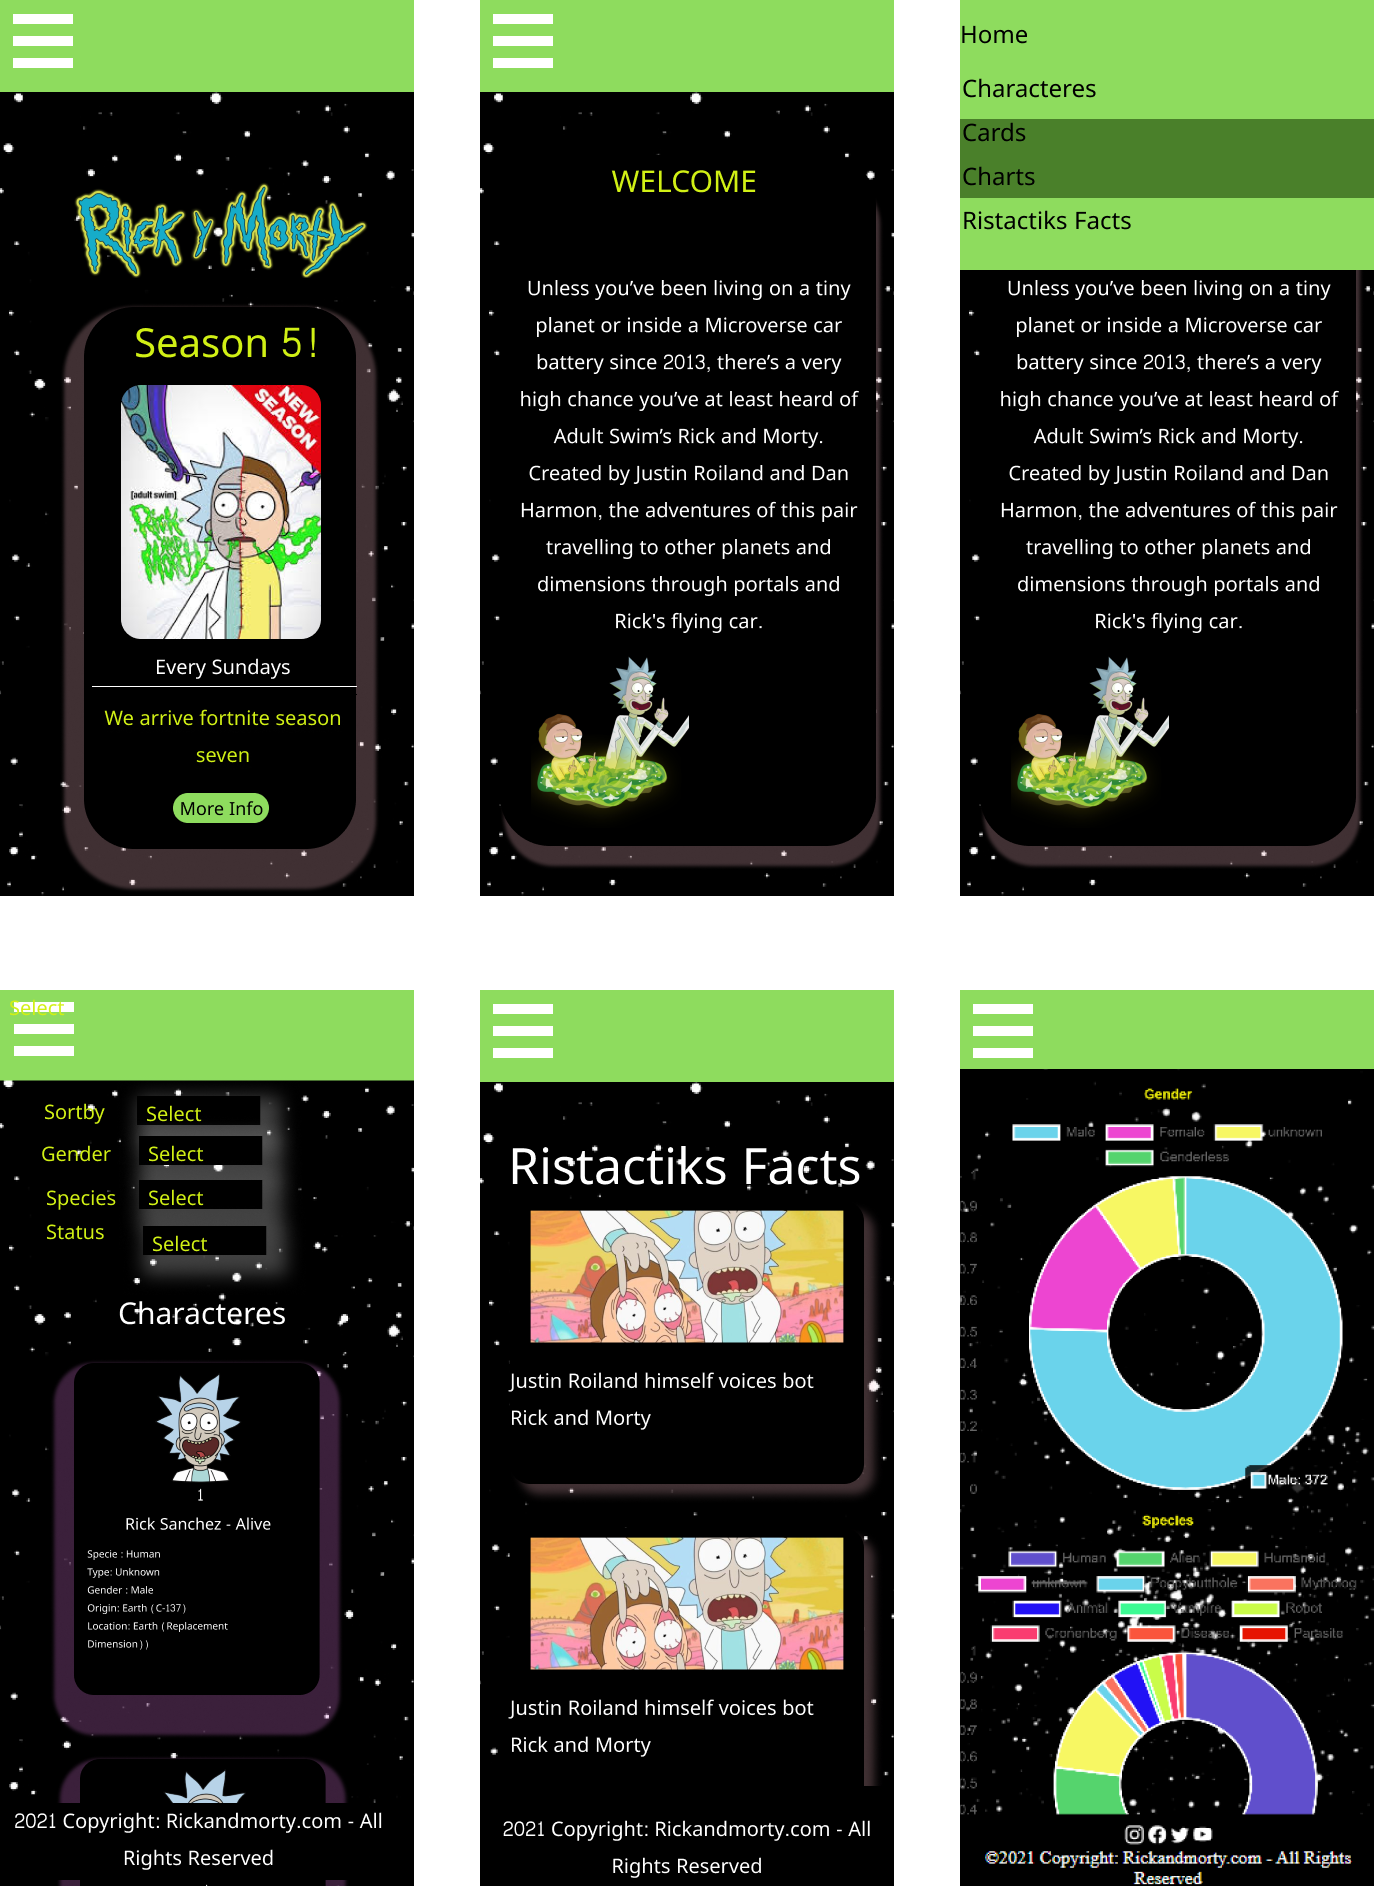 Rick y Morty
Season 5!
NEW
SEASON
[adult swim]
RICK
AND
MORTY
Every Sundays
We arrive fortnite season
seven
More Info
WELCOME
Unless you’ve been living on a tiny
planet or inside a Microverse car
battery since 2013, there’s a very
high chance you’ve at least heard of
Adult Swim’s Rick and Morty.
Created by Justin Roiland and Dan
Harmon, the adventures of this pair
travelling to other planets and
dimensions through portals and
Rick's flying car.
Home
Characteres
Cards
Charts
Ristactiks Facts
Unless you’ve been living on a tiny
planet or inside a Microverse car
battery since 2013, there’s a very
high chance you’ve at least heard of
Adult Swim’s Rick and Morty.
Created by Justin Roiland and Dan
Harmon, the adventures of this pair
travelling to other planets and
dimensions through portals and
Rick's flying car.
Select
Sortby Select
Gender Select
Species Select
Status Select
Characteres
1
Rick Sanchez - Alive
Specie : Human
Type: Unknown
Gender : Male
Origin: Earth (C-137)
Location: Earth (Replacement
Dimension))
2021 Copyright: Rickandmorty.com - All
Rights Reserved
Ristactiks Facts
Justin Roiland himself voices bot
Rick and Morty
Justin Roiland himself voices bot
Rick and Morty
2021 Copyright: Rickandmorty.com - All
Rights Reserved
Gender
Male Female unknown
Genderless
1
0.9
0.8
0.7
0.6
0.5
0.4
0.3
0.2
0.1
0
Male: 372
Species
Human Alien Humanoid
unknown Poopybutthole Mytholog
Animal Vampire Robot
Cronenberg Disease Parasite
1
0.9
0.8
0.7
0.6
0.5
0.4
©2021 Copyright: Rickandmorty.com - All Rights
Reserved